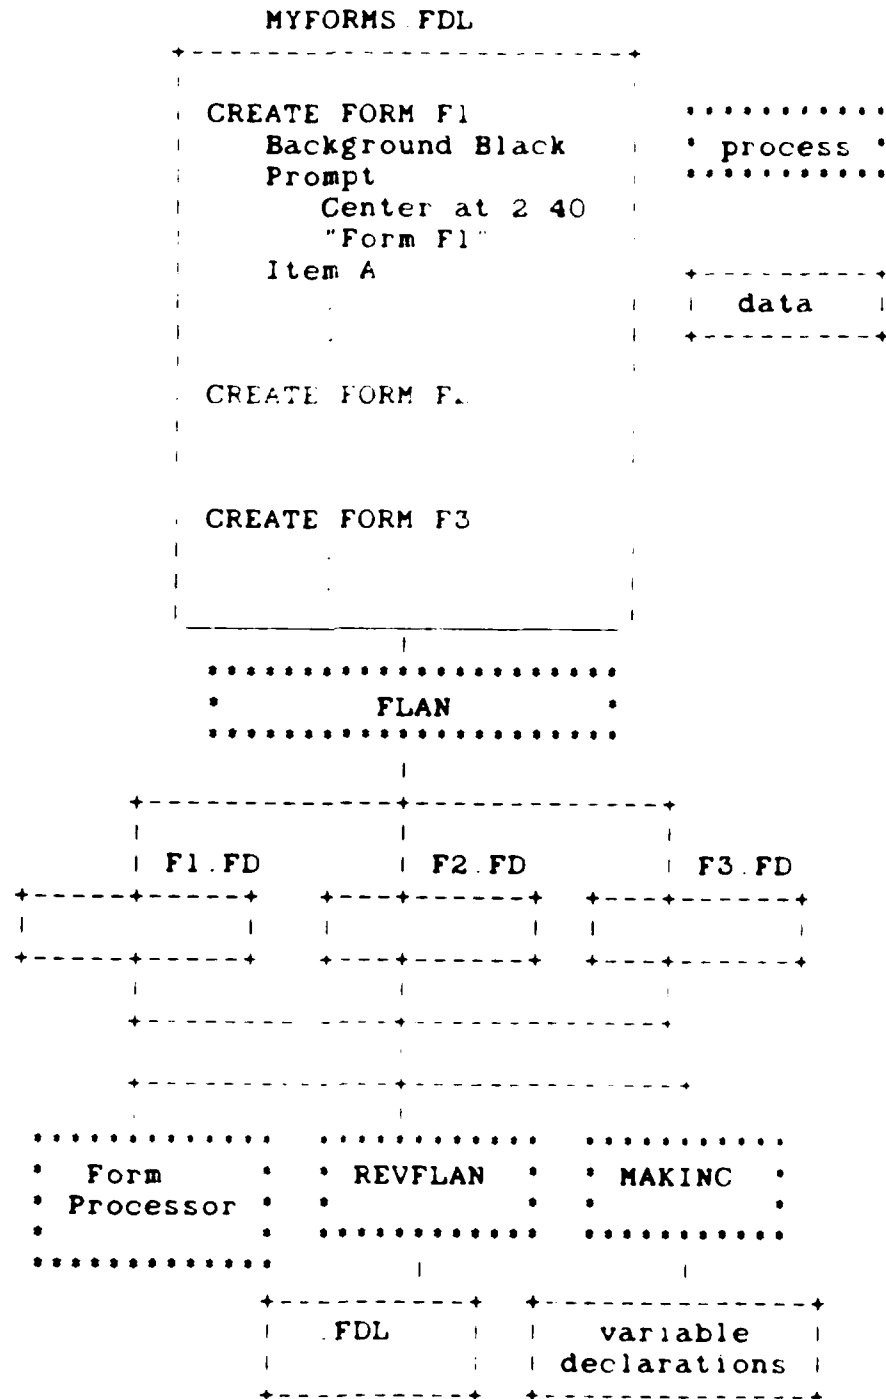 MYFORMS.FDL
CREATE FORM F1
Background Black
Prompt
Center at 2 40
"Form F1"
Item A
.
.
process
data
CREATE FORM
CREATE FORM F3
.
.
FLAN
F1.FD F2.FD F3.FD
Form
Processor
REVFLAN
MAKINC
.FDL
variable
declarations